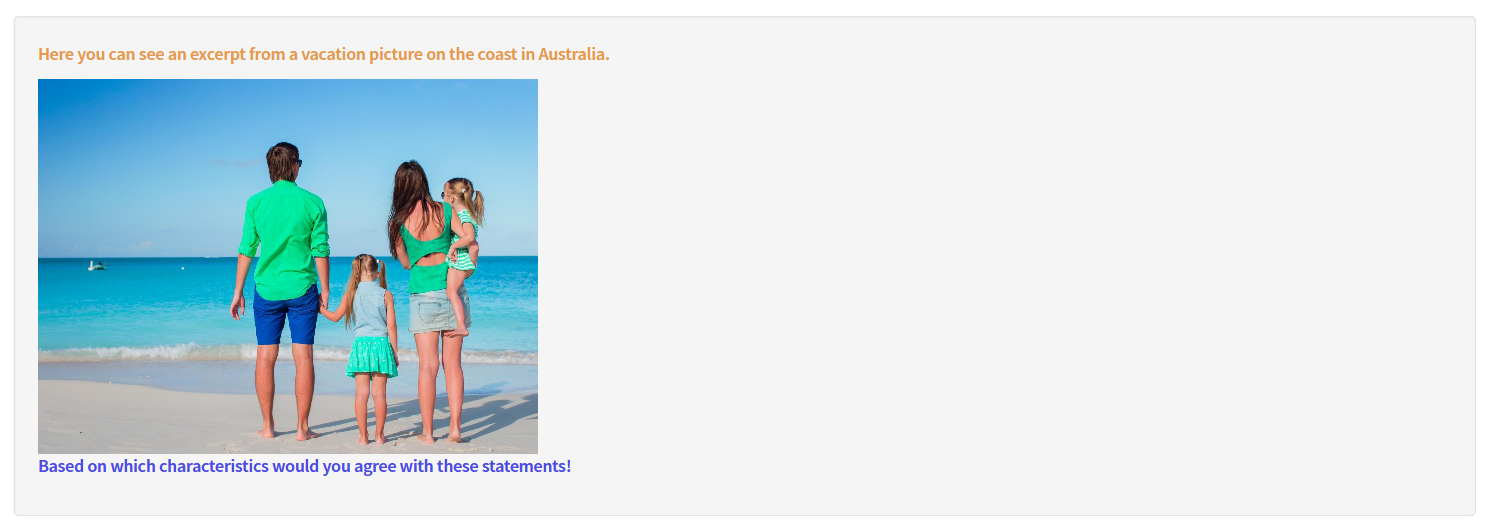 Here you can see an excerpt from a vacation picture on the coast in Australia.
Based on which characteristics would you agree with these statements!